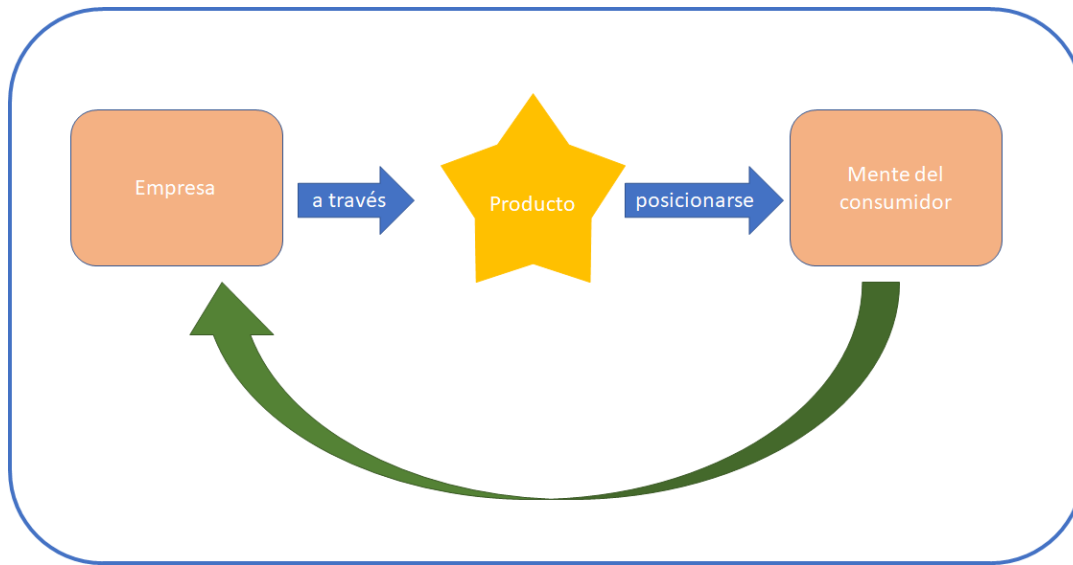 Empresa
a través
Producto
posicionarse
Mente del
consumidor